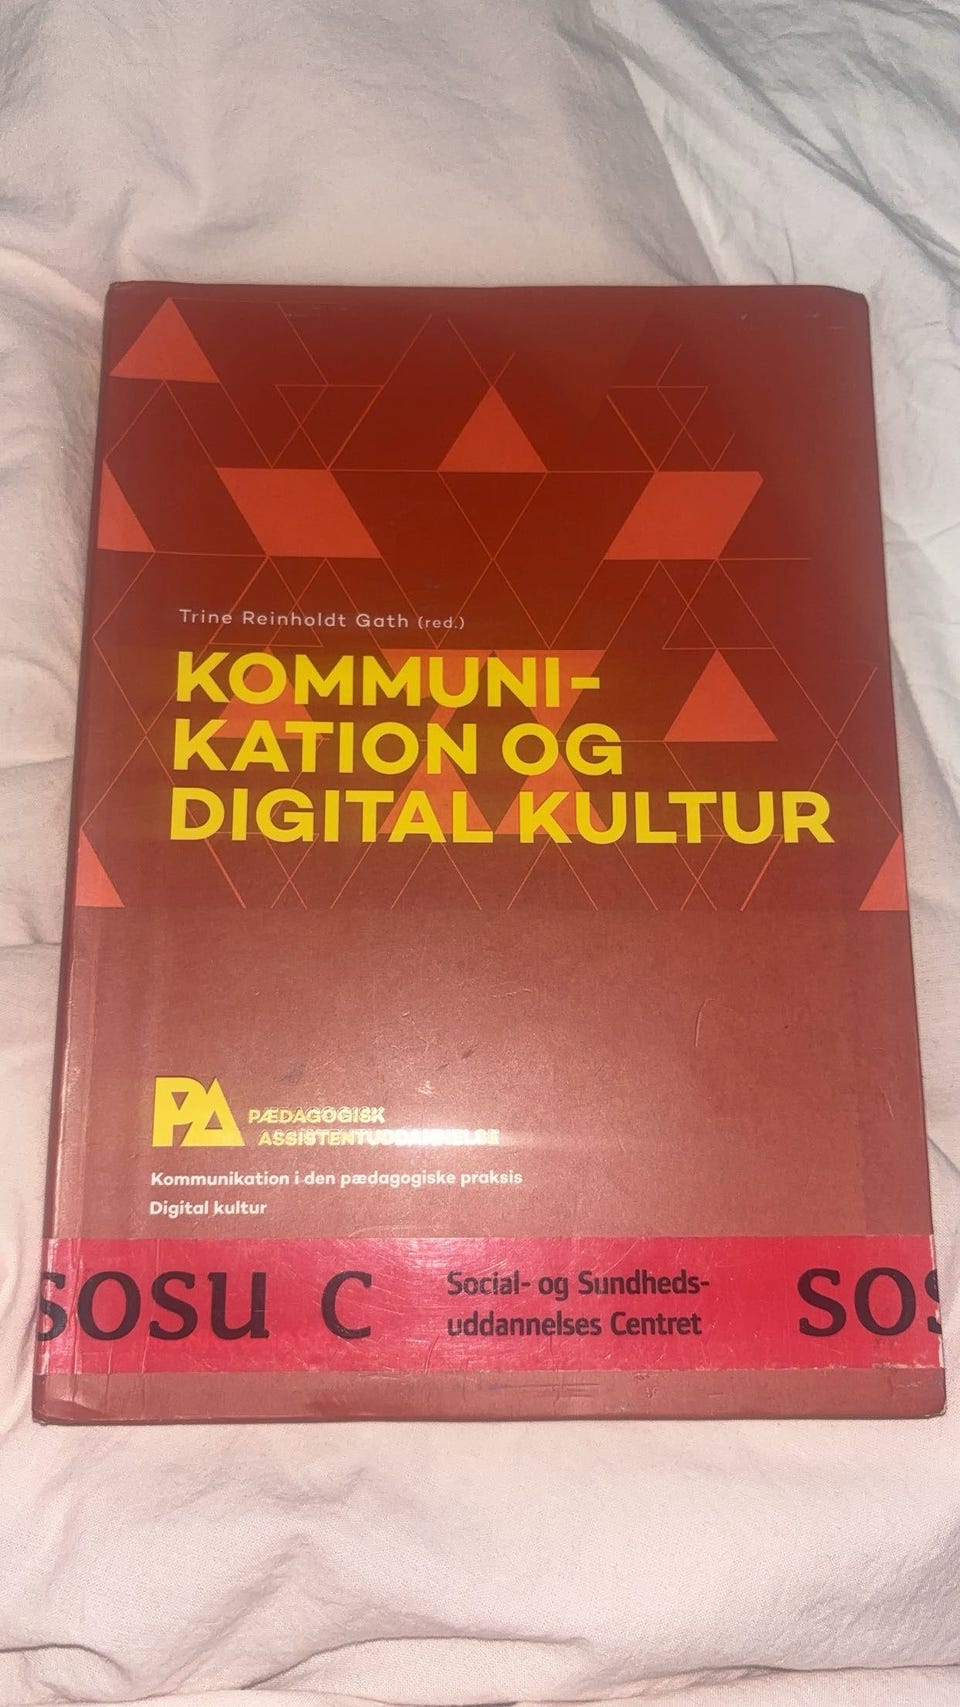 Trine Reinholdt Gath (red.)
KOMMUNI-
KATION OG
DIGITAL KULTUR
PA PÆDAGOGISK
ASSISTENTUDDANNELSE
Kommunikation i den pædagogiske praksis
Digital kultur
SOSU C
Social- og Sundheds-
uddannelses Centret
SOS